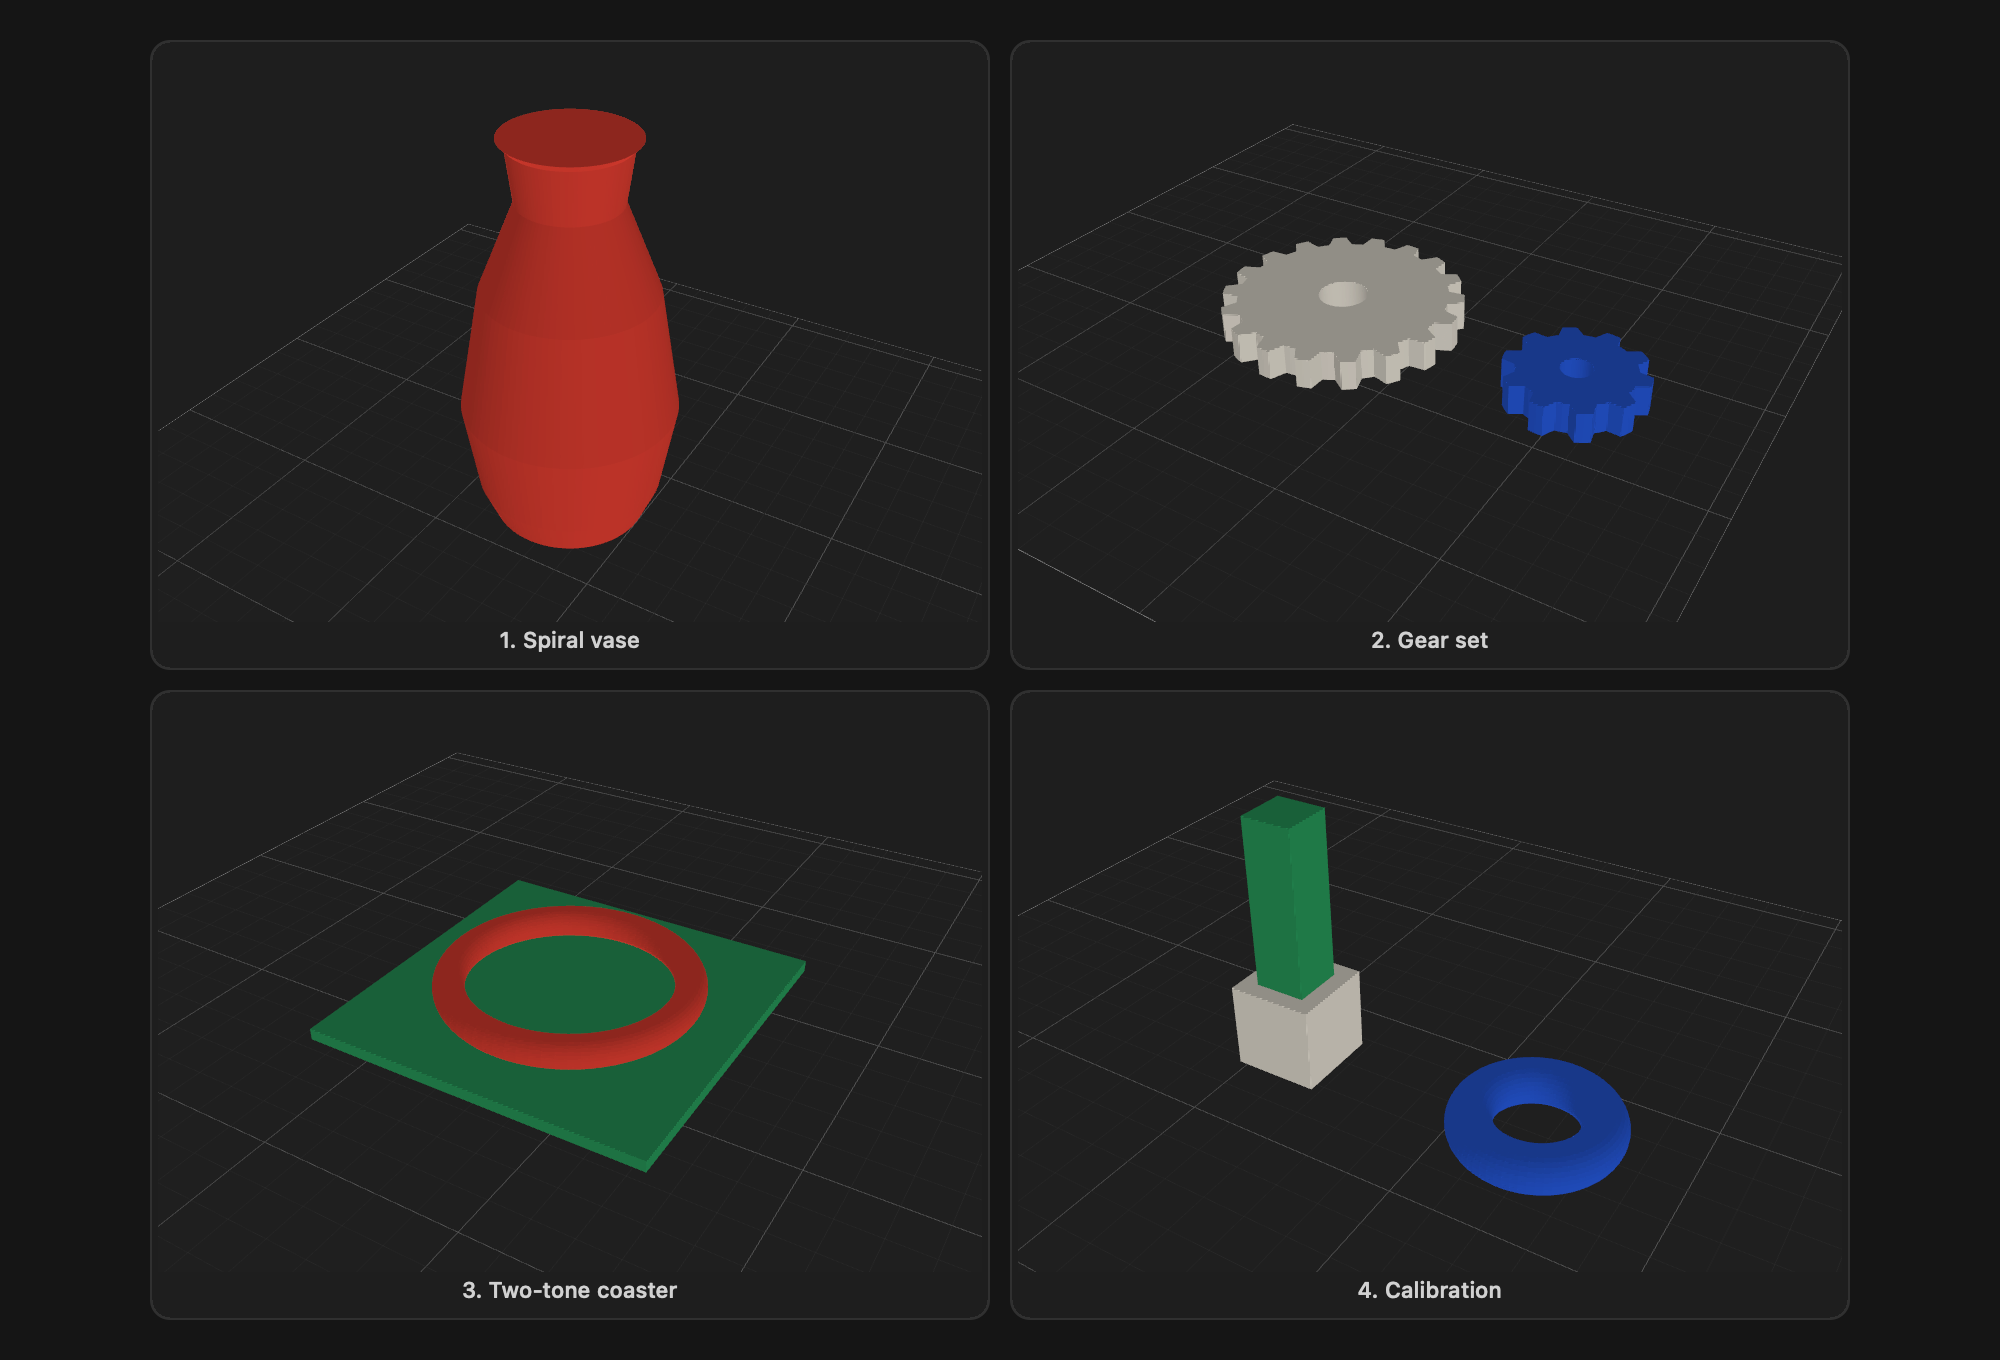 1. Spiral vase
2. Gear set
3. Two-tone coaster
4. Calibration